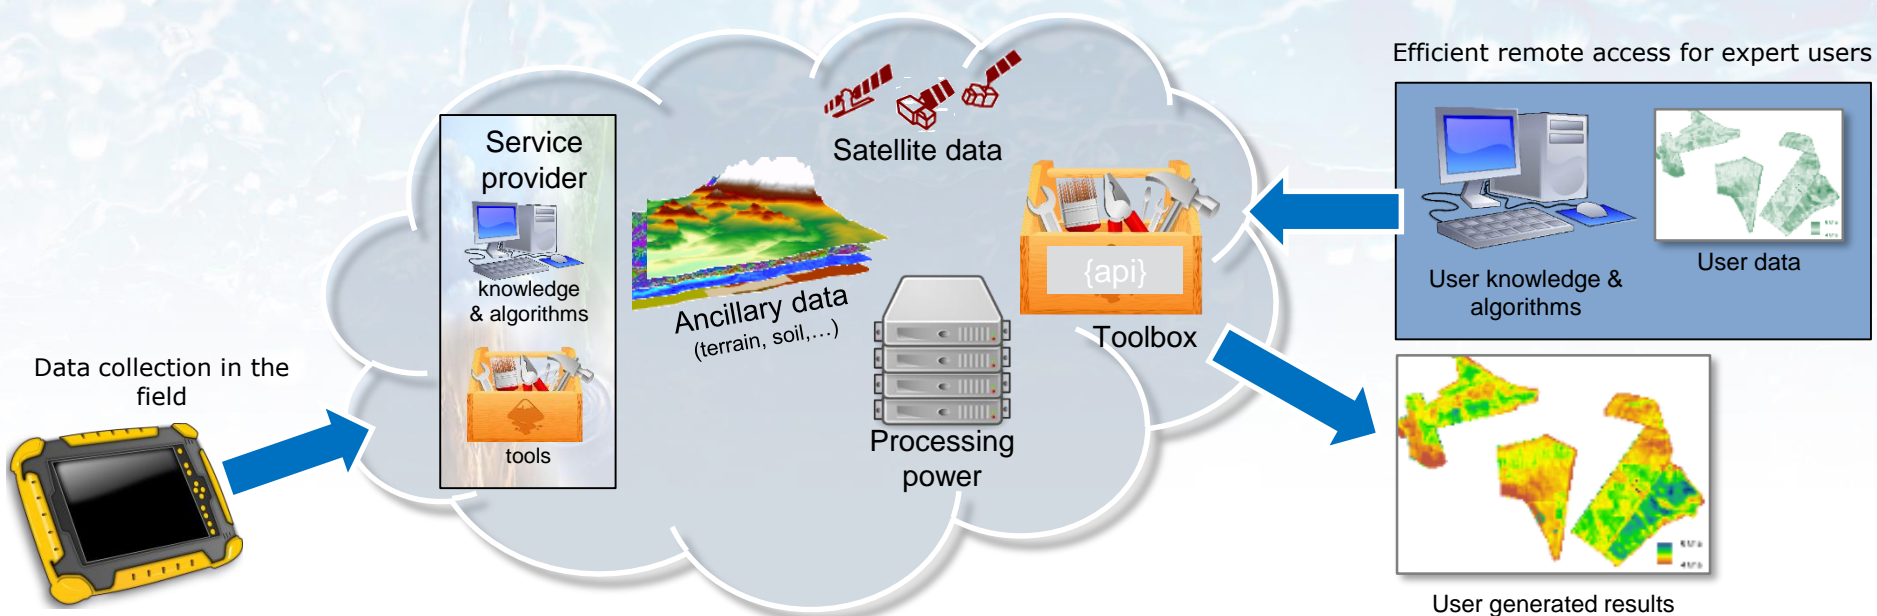 Efficient remote access for expert users
Satellite data
Service
provider
knowledge
& algorithms
tools
Ancillary data
(terrain, soil,...)
{api}
Toolbox
Processing
power
Data collection in the
field
User knowledge &
algorithms
User data
User generated results